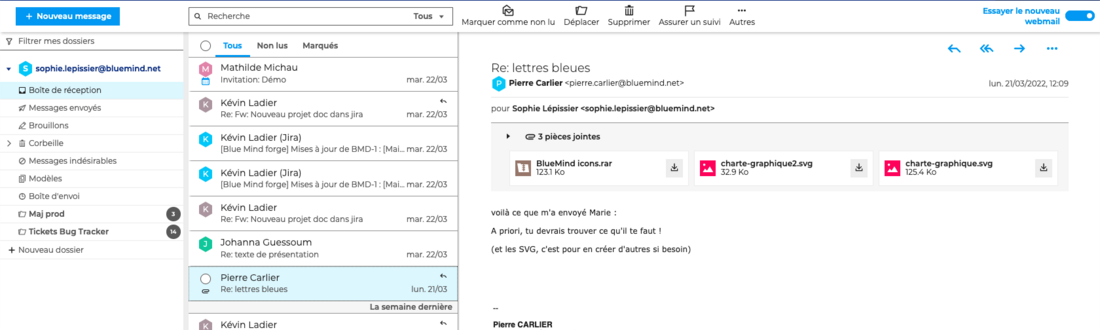 + Nouveau message
Recherche
Tous
Marquer comme non lu
Déplacer
Supprimer
Assurer un suivi
Autres
Essayer le nouveau
webmail
Filtrer mes dossiers
S sophie.lepissier@bluemind.net
Boîte de réception
Messages envoyés
Brouillons
Corbeille
Messages indésirables
Modèles
Boîte d'envoi
Maj prod 3
Tickets Bug Tracker 14
+ Nouveau dossier
Tous Non lus Marqués
M Mathilde Michau
Invitation: Démo mar. 22/03
K Kévin Ladier
Re: Fw: Nouveau projet doc dans jira mar. 22/03
K Kévin Ladier (Jira)
[Blue Mind forge] Mises à jour de BMD-1 : [Mai... mar. 22/03
K Kévin Ladier (Jira)
[Blue Mind forge] Mises à jour de BMD-1 : [Mai... mar. 22/03
K Kévin Ladier
Re: Fw: Nouveau projet doc dans jira mar. 22/03
J Johanna Guessoum
Re: texte de présentation mar. 22/03
Pierre Carlier
Re: lettres bleues lun. 21/03
La semaine dernière
K Kévin Ladier
Re: lettres bleues
P Pierre Carlier <pierre.carlier@bluemind.net> lun. 21/03/2022, 12:09
pour Sophie Lépissier <sophie.lepissier@bluemind.net>
3 pièces jointes
BlueMind icons.rar
123.1 Ko
charte-graphique2.svg
32.9 Ko
charte-graphique.svg
125.4 Ko
voilà ce que m'a envoyé Marie :
A priori, tu devrais trouver ce qu'il te faut !
(et les SVG, c'est pour en créer d'autres si besoin)
--
Pierre CARLIER